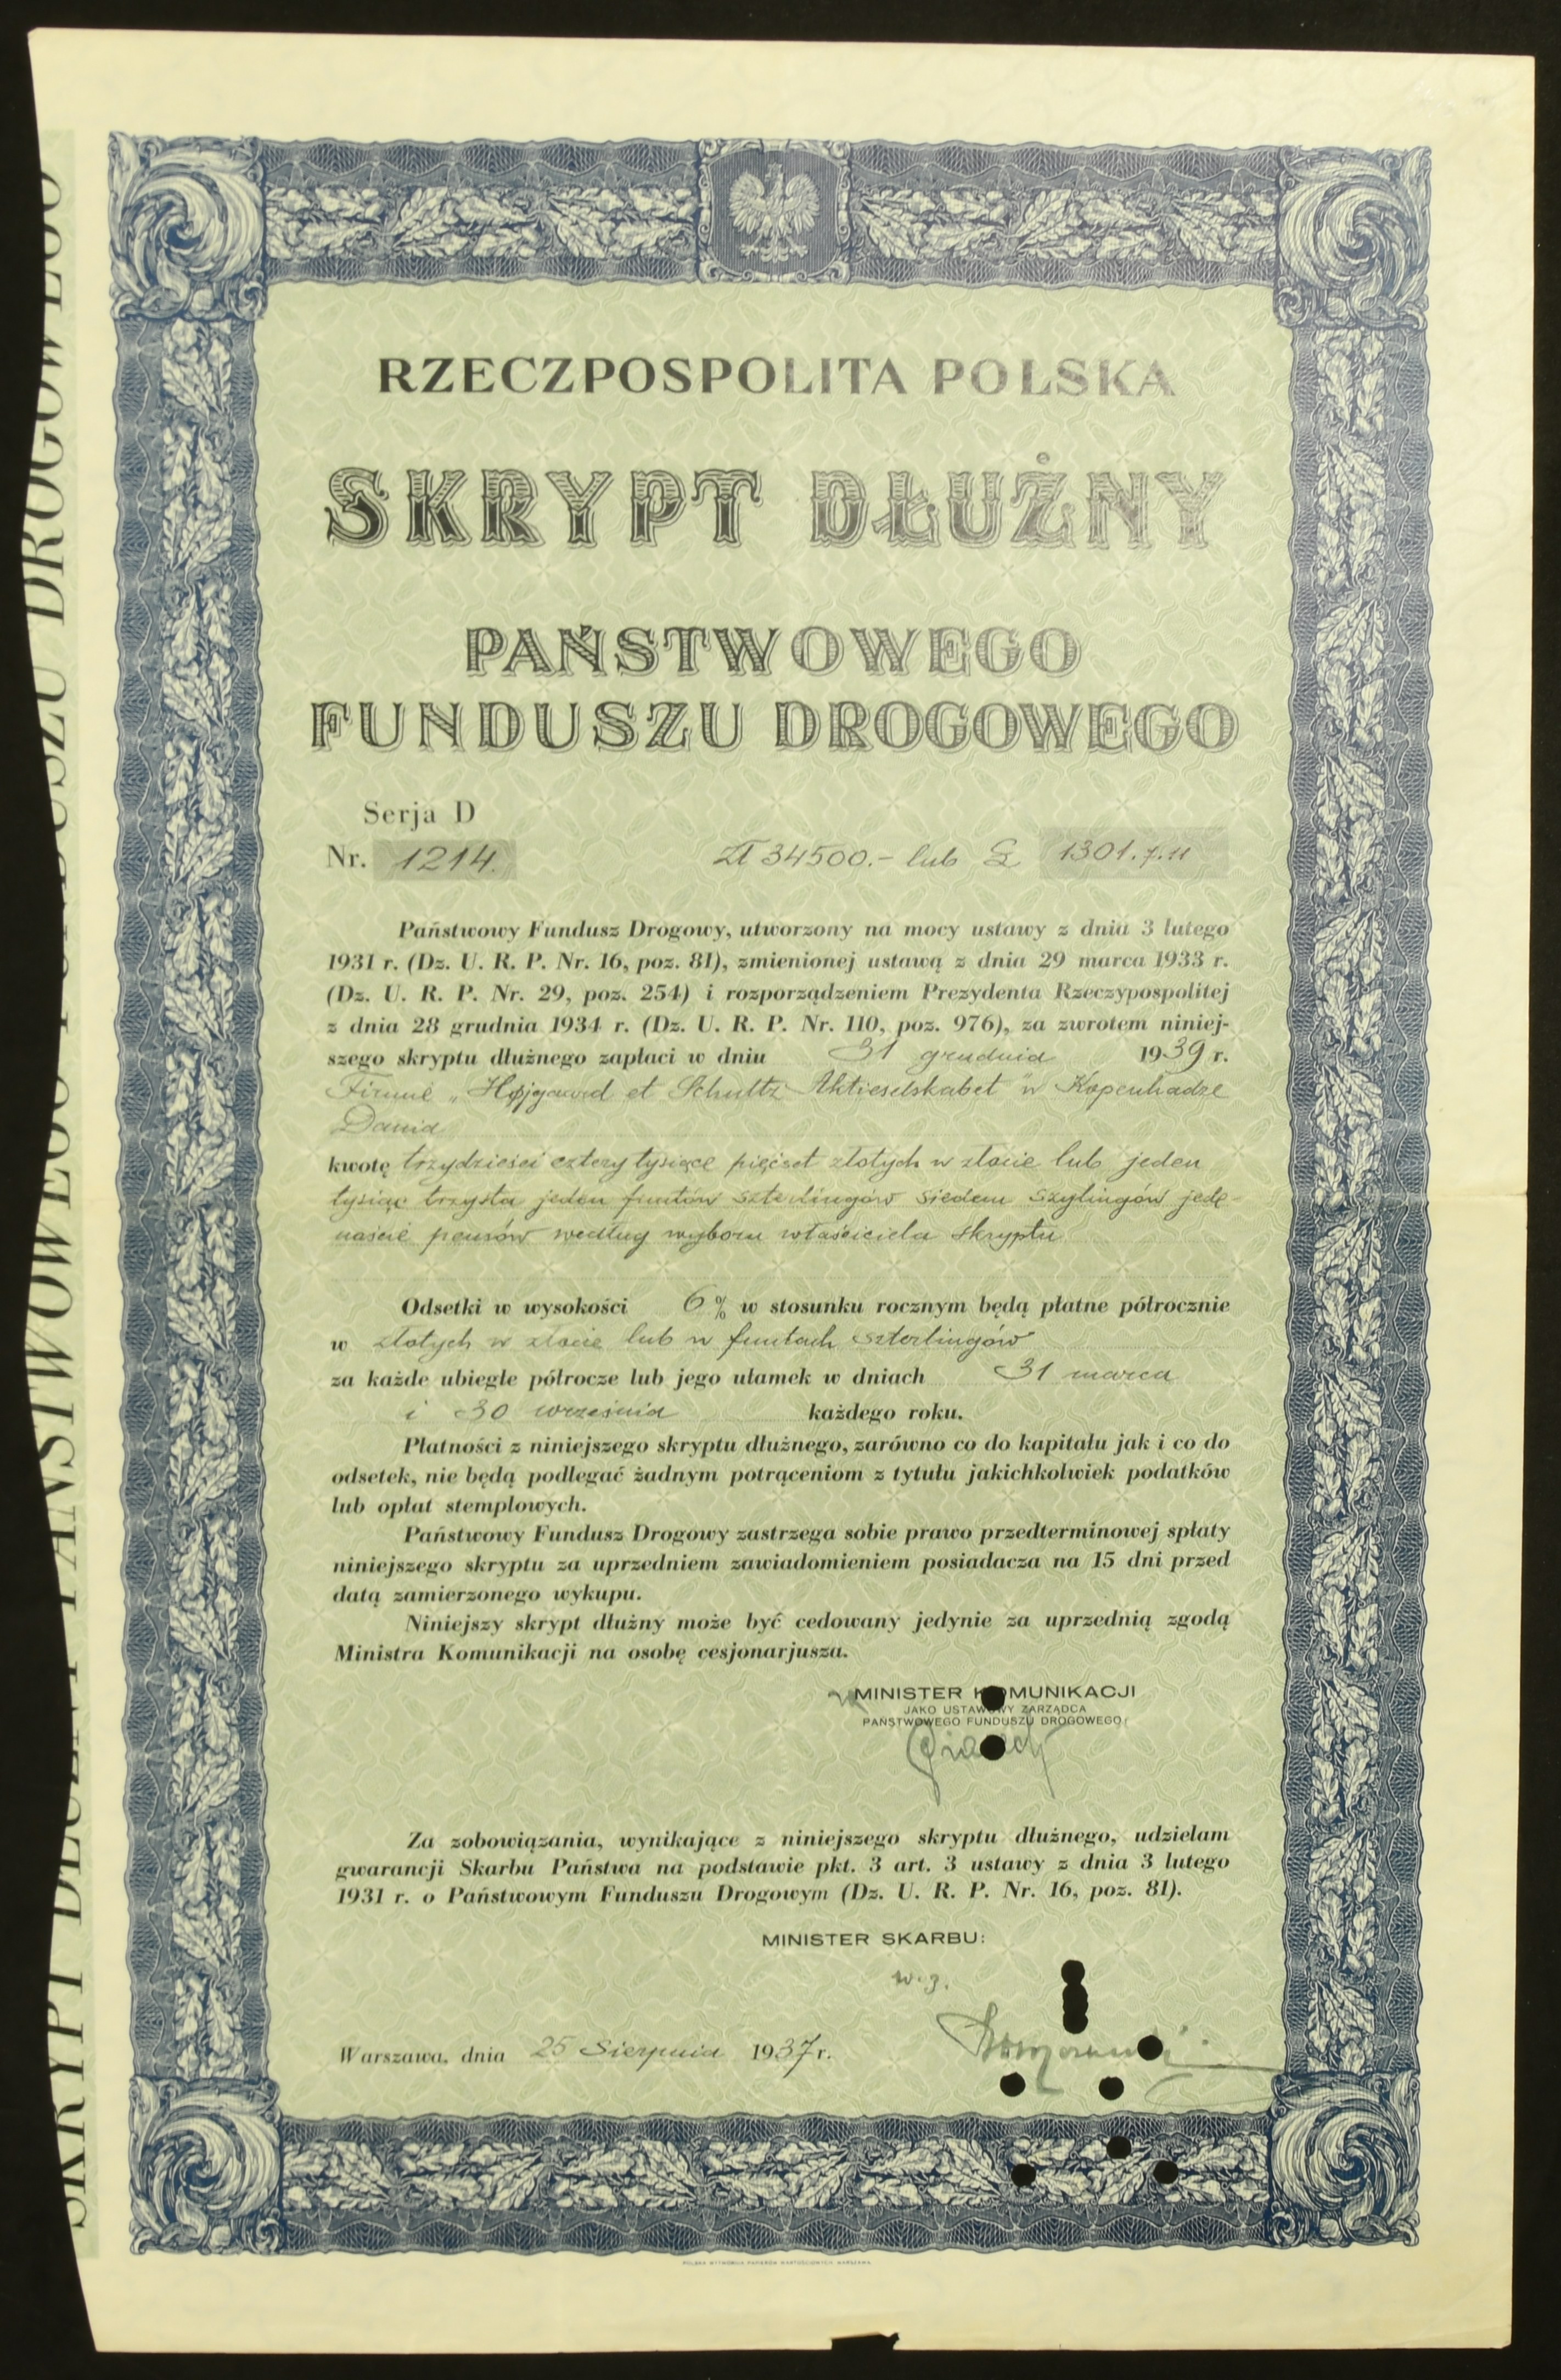 RZECZPOSPOLITA POLSKA
SKRYPT DŁUŻNY
PAŃSTWOWEGO
FUNDUSZU DROGOWEGO
Serja D
Nr. 1214. zł 34500.- lub £ 1301.7.11
Państwowy Fundusz Drogowy, utworzony na mocy ustawy z dnia 3 lutego
1931 r. (Dz. U. R. P. Nr. 16, poz. 81), zmienionej ustawą z dnia 29 marca 1933 r.
(Dz. U. R. P. Nr. 29, poz. 254) i rozporządzeniem Prezydenta Rzeczypospolitej
z dnia 28 grudnia 1934 r. (Dz. U. R. P. Nr. 110, poz. 976), za zwrotem niniej-
szego skryptu dłużnego zapłaci w dniu 31 grudnia 1939 r.
Firmie „Højgaard et Schultz Aktieselskabet" w Kopenhadze
Dania
kwotę trzydzieści cztery tysiące pięćset złotych w złocie lub jeden
tysiąc trzysta jeden funtów szterlingów siedem szylingów jede-
naście pensów według wyboru właściciela skryptu
Odsetki w wysokości 6% w stosunku rocznym będą płatne półrocznie
w złotych w złocie lub w funtach szterlingów
za każde ubiegłe półrocze lub jego ułamek w dniach 31 marca
i 30 września każdego roku.
Płatności z niniejszego skryptu dłużnego, zarówno co do kapitału jak i co do
odsetek, nie będą podlegać żadnym potrąceniom z tytułu jakichkolwiek podatków
lub opłat stemplowych.
Państwowy Fundusz Drogowy zastrzega sobie prawo przedterminowej spłaty
niniejszego skryptu za uprzedniem zawiadomieniem posiadacza na 15 dni przed
datą zamierzonego wykupu.
Niniejszy skrypt dłużny może być cedowany jedynie za uprzednią zgodą
Ministra Komunikacji na osobę cesjonarjusza.
MINISTER KOMUNIKACJI
JAKO USTAWOWY ZARZĄDCA
PAŃSTWOWEGO FUNDUSZU DROGOWEGO:
Za zobowiązania, wynikające z niniejszego skryptu dłużnego, udzielam
gwarancji Skarbu Państwa na podstawie pkt. 3 art. 3 ustawy z dnia 3 lutego
1931 r. o Państwowym Funduszu Drogowym (Dz. U. R. P. Nr. 16, poz. 81).
MINISTER SKARBU:
w. z.
Warszawa, dnia 25 Sierpnia 1937 r.
POLSKA WYTWÓRNIA PAPIERÓW WARTOŚCIOWYCH, WARSZAWA.
SKRYPT DŁUŻNY PAŃSTWOWEGO FUNDUSZU DROGOWEGO